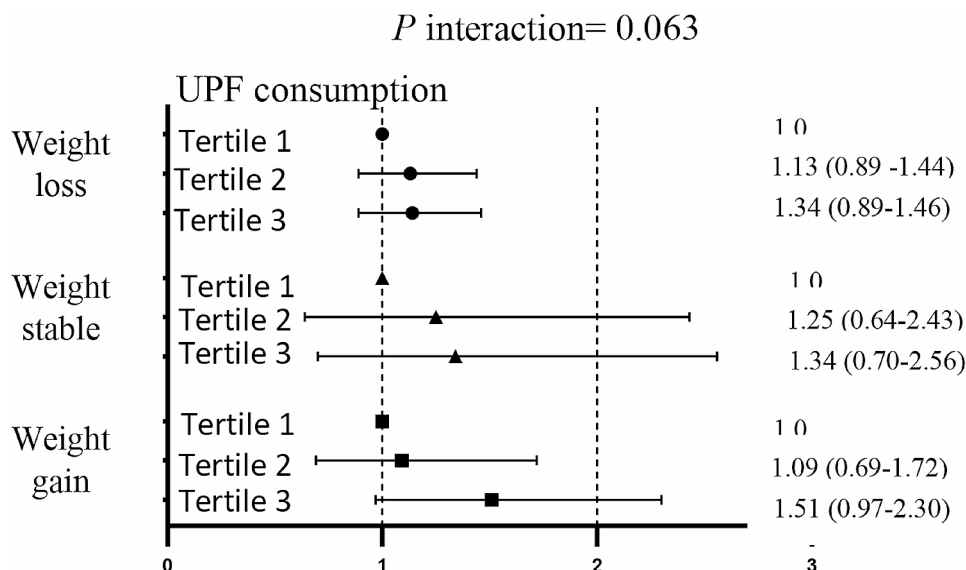 P interaction= 0.063
UPF consumption
Weight loss
Tertile 1 1.0
Tertile 2 1.13 (0.89 -1.44)
Tertile 3 1.34 (0.89-1.46)
Weight stable
Tertile 1 1.0
Tertile 2 1.25 (0.64-2.43)
Tertile 3 1.34 (0.70-2.56)
Weight gain
Tertile 1 1.0
Tertile 2 1.09 (0.69-1.72)
Tertile 3 1.51 (0.97-2.30)
0 1 2 3